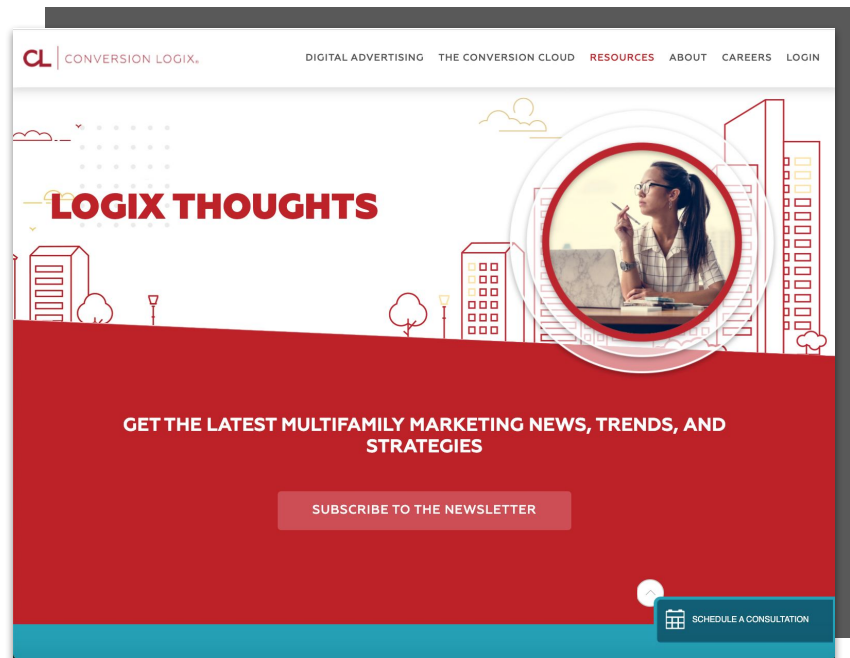 CL CONVERSION LOGIX®
DIGITAL ADVERTISING THE CONVERSION CLOUD RESOURCES ABOUT CAREERS LOGIN
LOGIX THOUGHTS
GET THE LATEST MULTIFAMILY MARKETING NEWS, TRENDS, AND
STRATEGIES
SUBSCRIBE TO THE NEWSLETTER
SCHEDULE A CONSULTATION